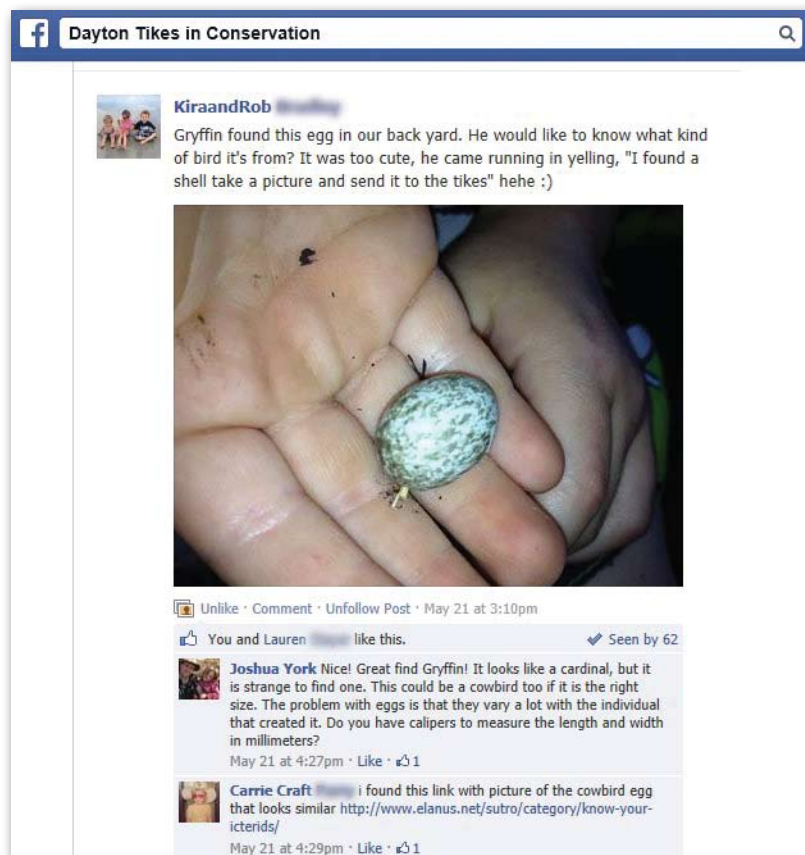 f Dayton Tikes in Conservation
KiraandRob
Gryffin found this egg in our back yard. He would like to know what kind
of bird it's from? It was too cute, he came running in yelling, "I found a
shell take a picture and send it to the tikes" hehe :)
Unlike · Comment · Unfollow Post · May 21 at 3:10pm
You and Lauren like this. Seen by 62
Joshua York Nice! Great find Gryffin! It looks like a cardinal, but it
is strange to find one. This could be a cowbird too if it is the right
size. The problem with eggs is that they vary a lot with the individual
that created it. Do you have calipers to measure the length and width
in millimeters?
May 21 at 4:27pm · Like · 1
Carrie Craft i found this link with picture of the cowbird egg
that looks similar http://www.elanus.net/sutro/category/know-your-
icterids/
May 21 at 4:29pm · Like · 1